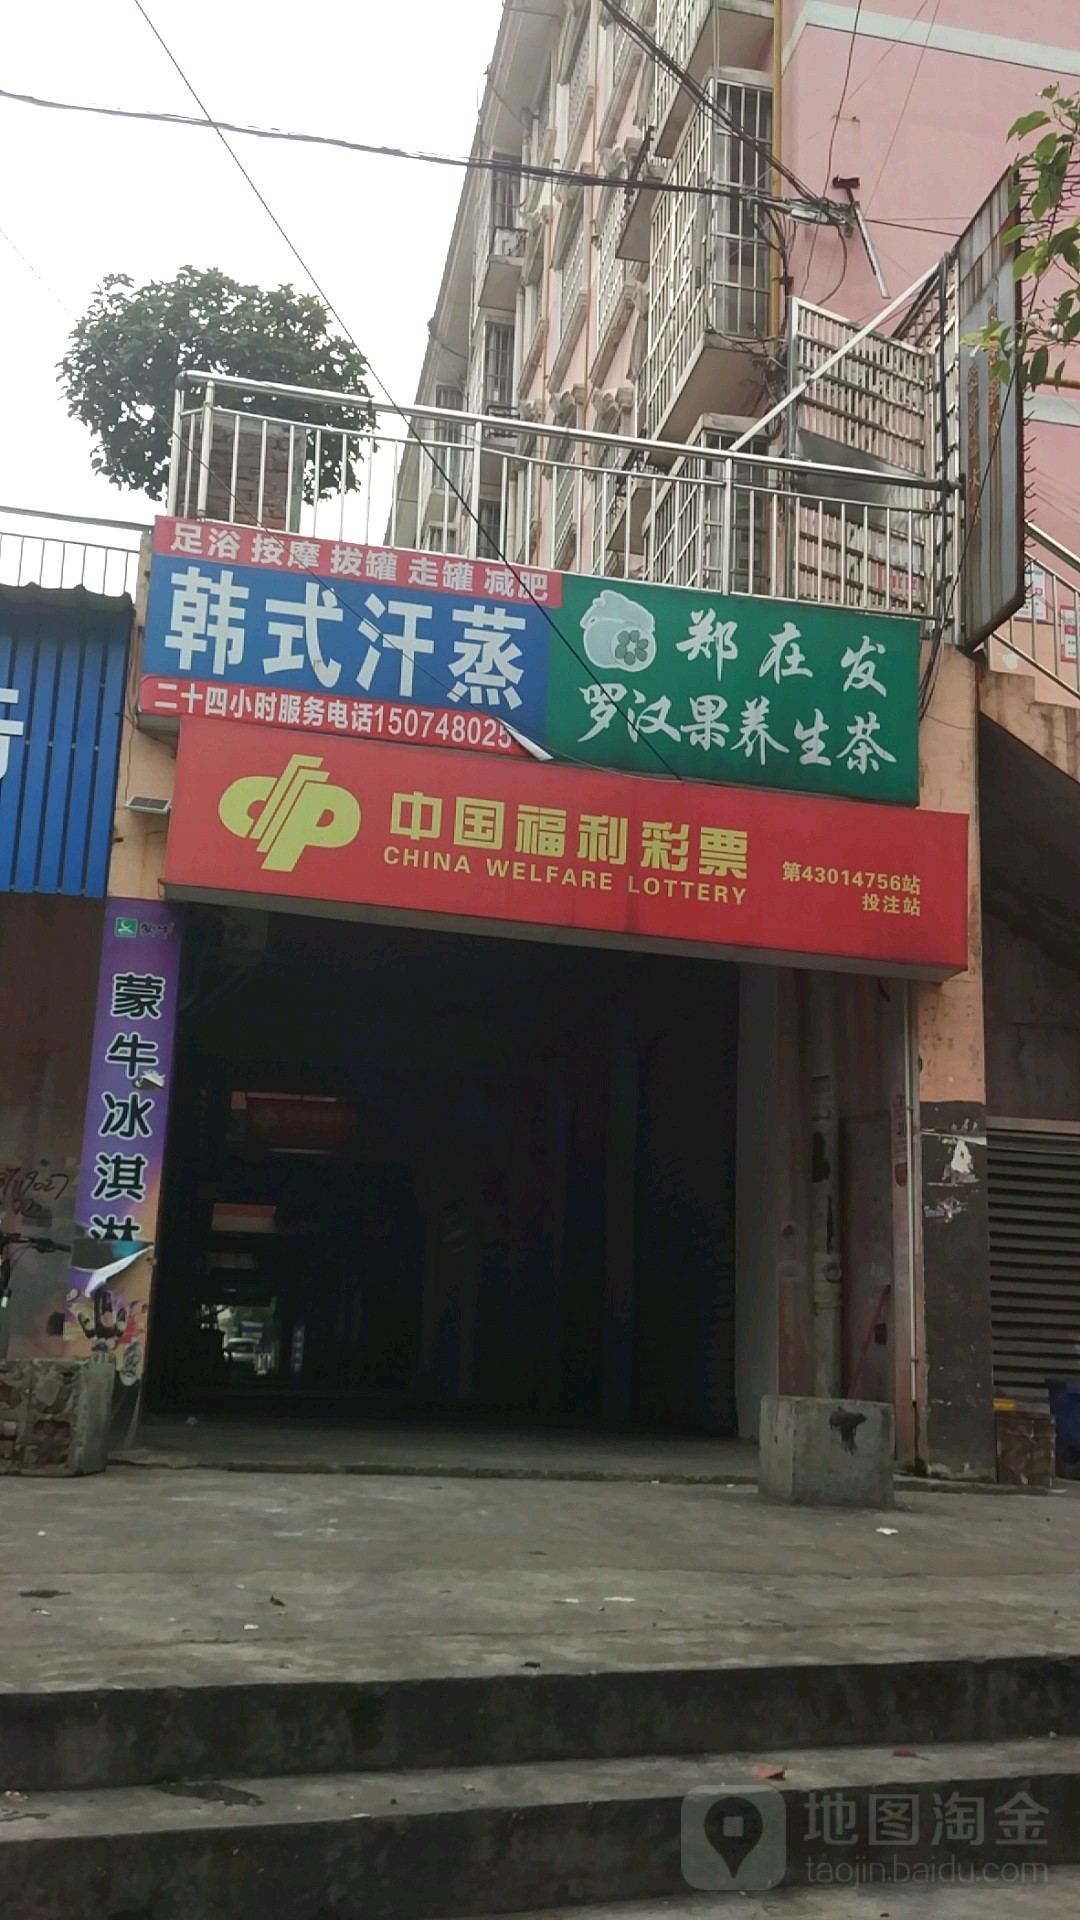 足浴 按摩 拔罐 走罐 减肥
韩式汗蒸
二十四小时服务电话150748025
郑在发
罗汉果养生茶
中国福利彩票
CHINA WELFARE LOTTERY
第43014756站
投注站
蒙牛
蒙牛冰淇淋
地图淘金
taojin.baidu.com